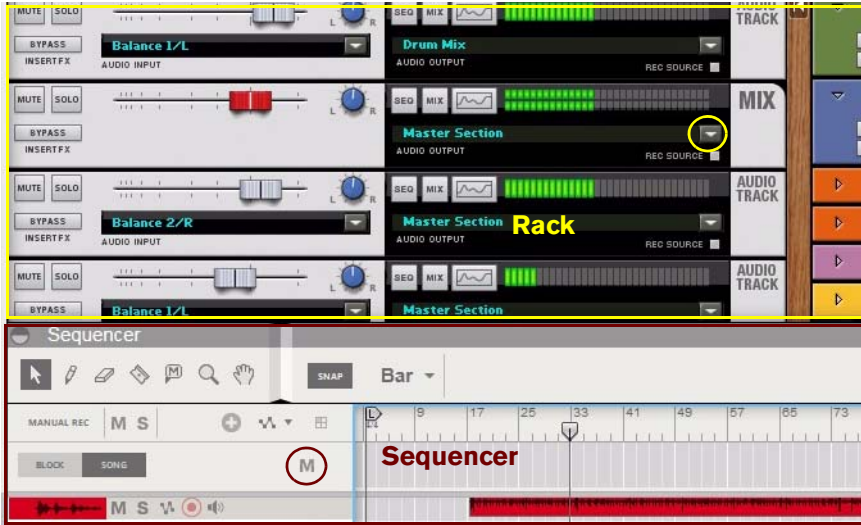 MUTE SOLO L R SEQ MIX AUDIO TRACK
BYPASS Balance 1/L Drum Mix
INSERT FX AUDIO INPUT AUDIO OUTPUT REC SOURCE
MUTE SOLO L R SEQ MIX MIX
BYPASS Master Section
INSERT FX AUDIO OUTPUT REC SOURCE
MUTE SOLO L R SEQ MIX AUDIO TRACK
BYPASS Balance 2/R Master Section Rack
INSERT FX AUDIO INPUT AUDIO OUTPUT REC SOURCE
MUTE SOLO L R SEQ MIX AUDIO TRACK
BYPASS Balance 1/L Master Section
Sequencer
M SNAP Bar
MANUAL REC M S L 9 17 25 33 41 49 57 65 73
4/4
BLOCK SONG M Sequencer
M S